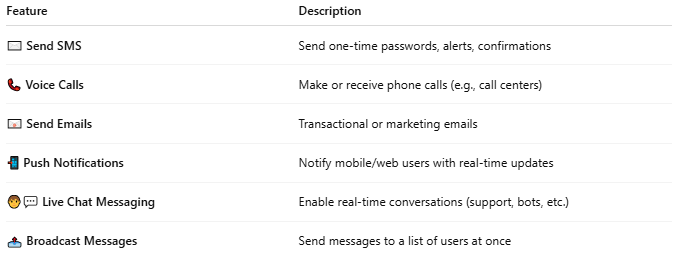 Feature Description
✉️ Send SMS Send one-time passwords, alerts, confirmations
📞 Voice Calls Make or receive phone calls (e.g., call centers)
📧 Send Emails Transactional or marketing emails
📲 Push Notifications Notify mobile/web users with real-time updates
🧑💬 Live Chat Messaging Enable real-time conversations (support, bots, etc.)
📤 Broadcast Messages Send messages to a list of users at once